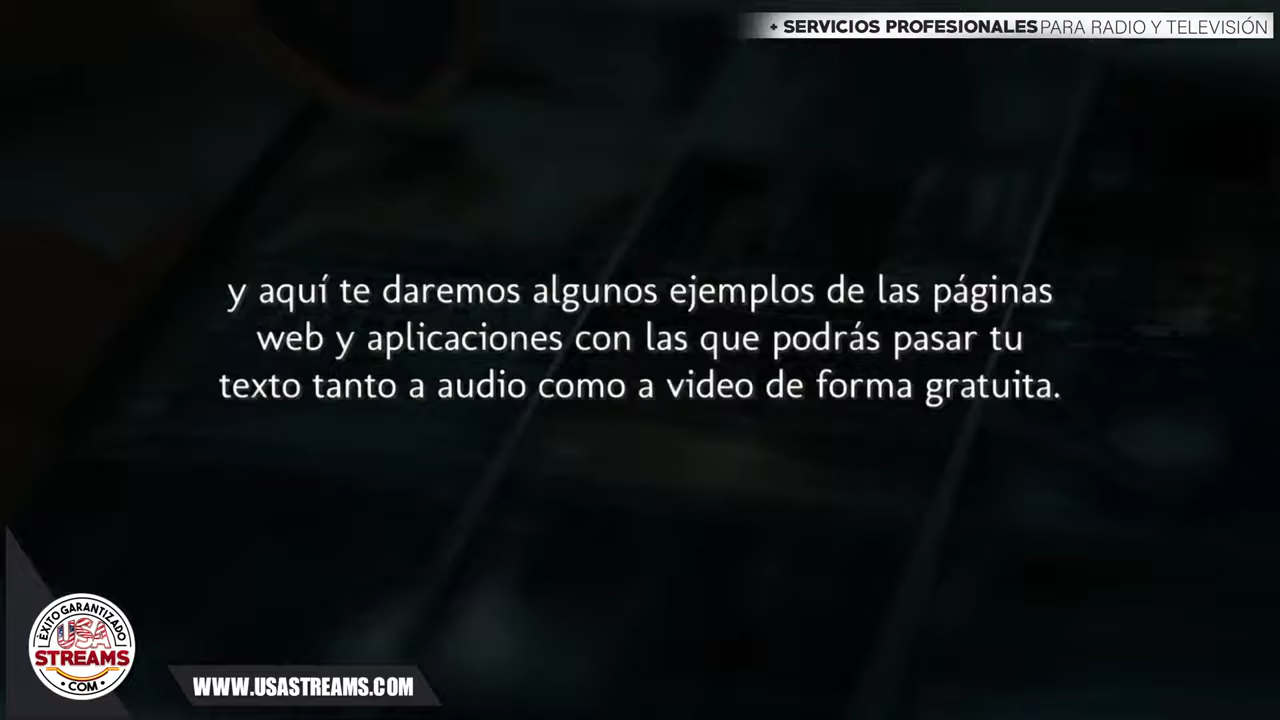 + SERVICIOS PROFESIONALES PARA RADIO Y TELEVISIÓN
y aquí te daremos algunos ejemplos de las páginas
web y aplicaciones con las que podrás pasar tu
texto tanto a audio como a video de forma gratuita.
ÉXITO GARANTIZADO
USA
STREAMS
• COM •
WWW.USASTREAMS.COM